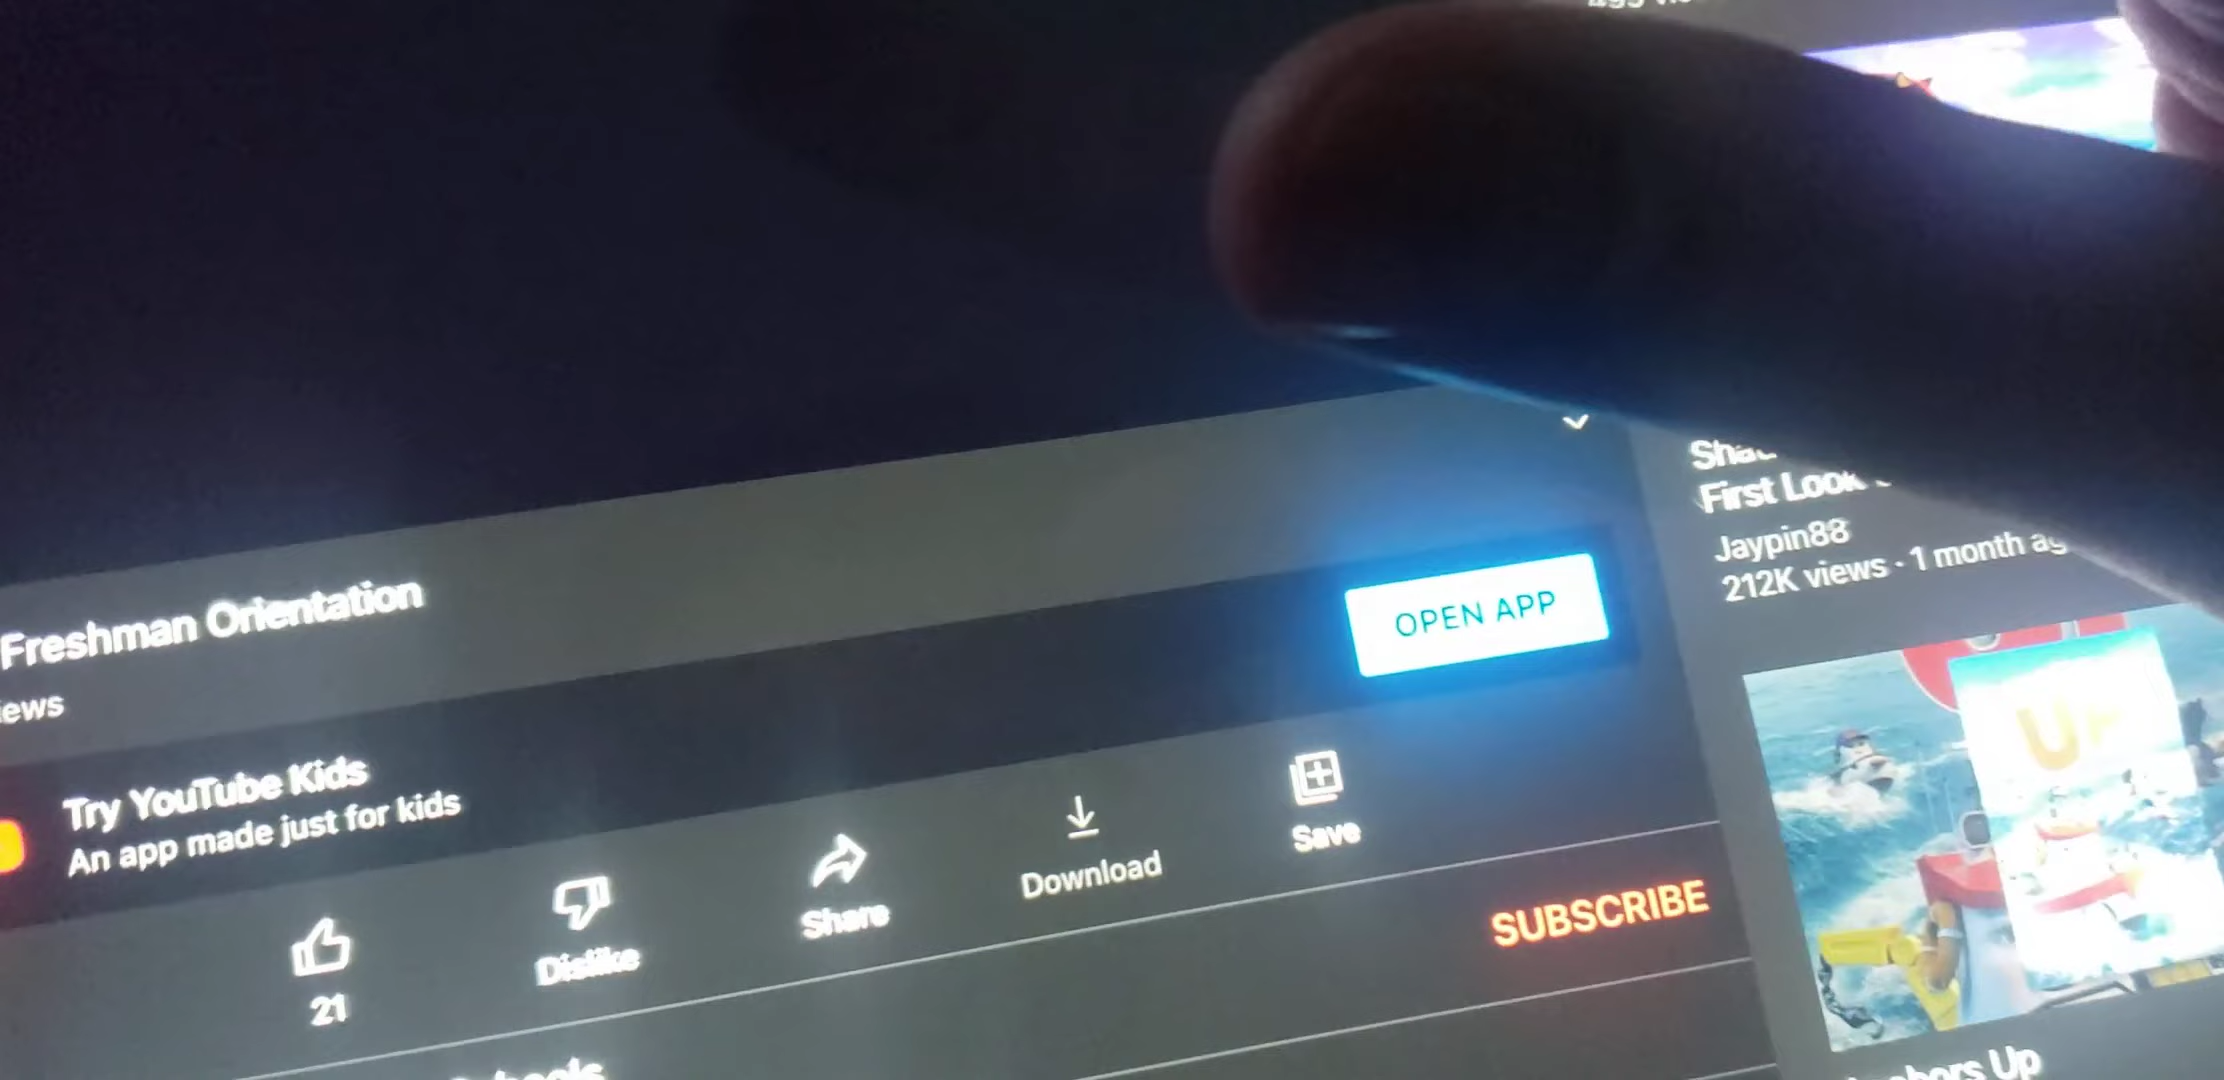 Freshman Orientation
OPEN APP
Try YouTube Kids
An app made just for kids
21
Dislike
Share
Download
Save
SUBSCRIBE
First Look
Jaypin88
212K views · 1 month
Up